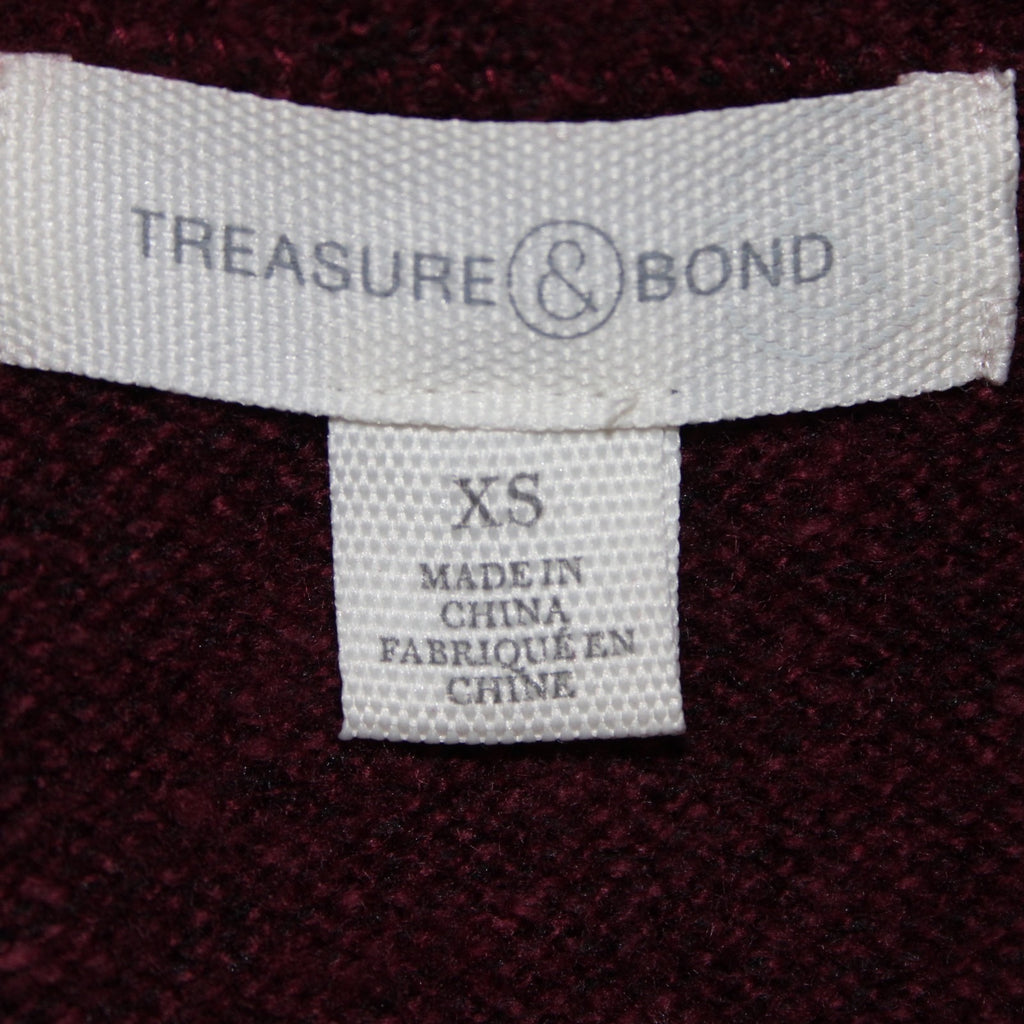 TREASURE & BOND
XS
MADE IN
CHINA
FABRIQUÉ EN
CHINE